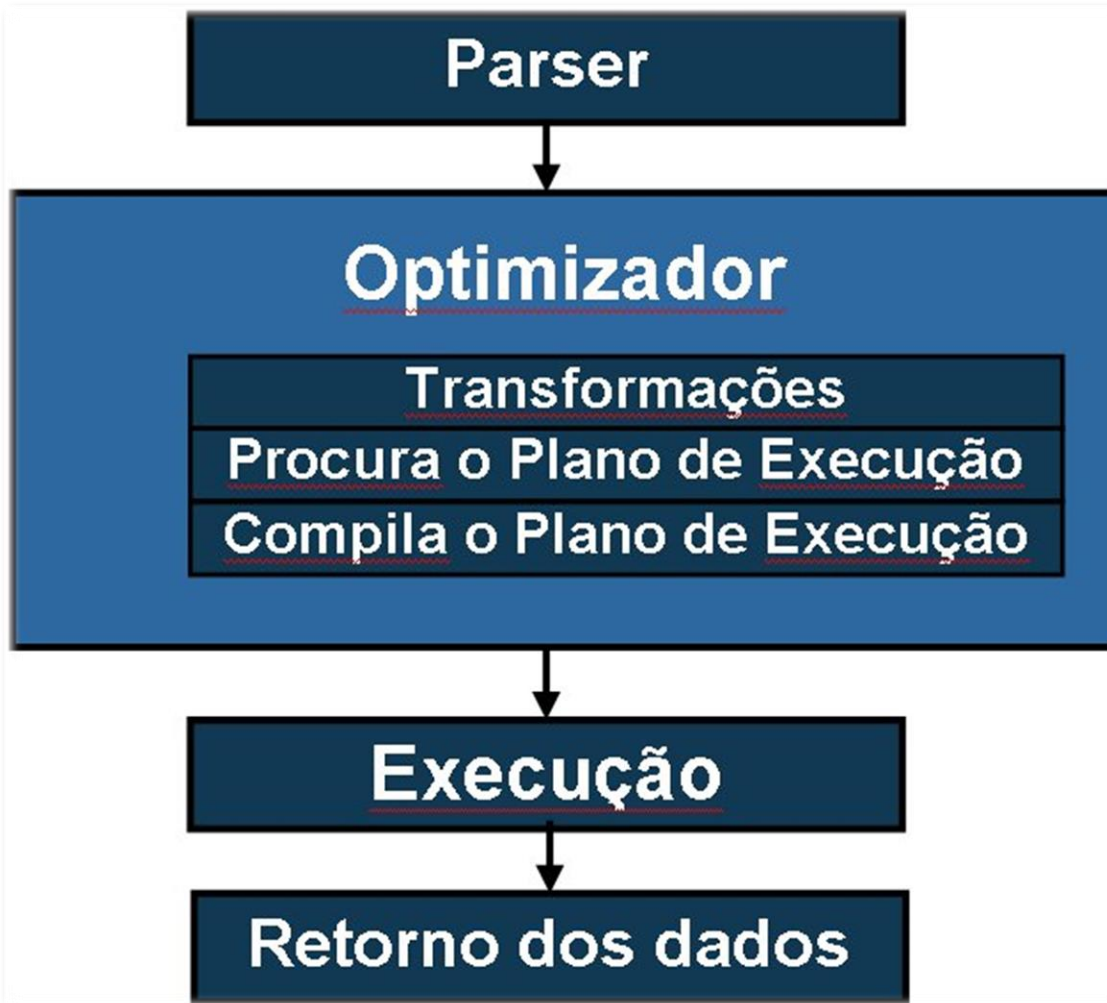 Parser
Optimizador
Transformações
Procura o Plano de Execução
Compila o Plano de Execução
Execução
Retorno dos dados